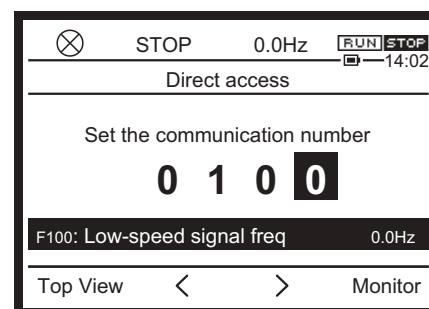 STOP 0.0Hz RUN STOP
14:02
Direct access
Set the communication number
0 1 0 0
F100: Low-speed signal freq 0.0Hz
Top View < > Monitor